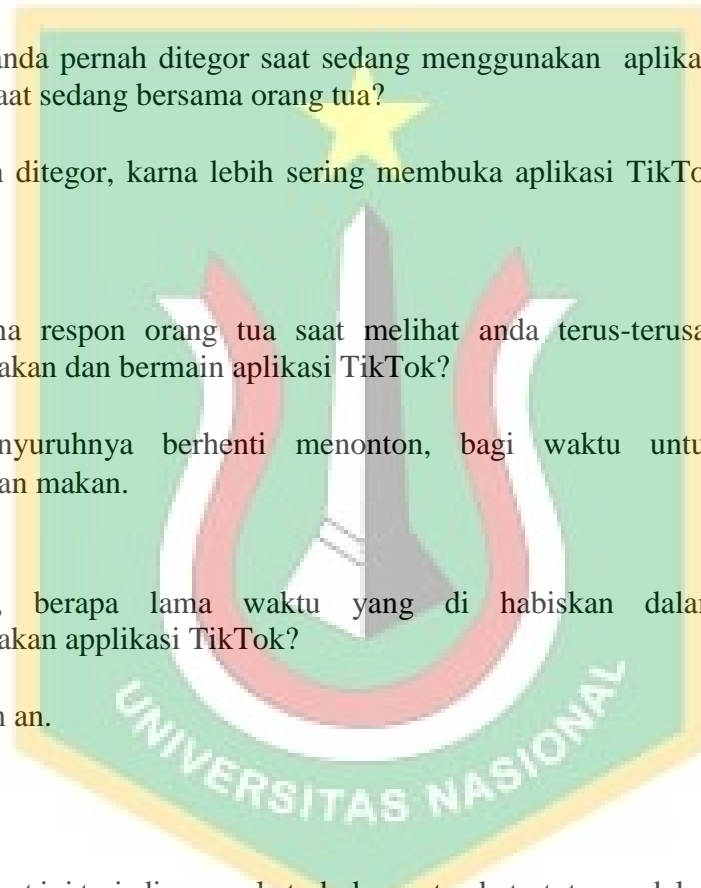 anda pernah ditegor saat sedang menggunakan aplika
aat sedang bersama orang tua?
ditegor, karna lebih sering membuka aplikasi TikTo
na respon orang tua saat melihat anda terus-terusa
akan dan bermain aplikasi TikTok?
nyuruhnya berhenti menonton, bagi waktu untu
an makan.
berapa lama waktu yang di habiskan dalam
akan applikasi TikTok?
n an.
UNIVERSITAS NASIONAL